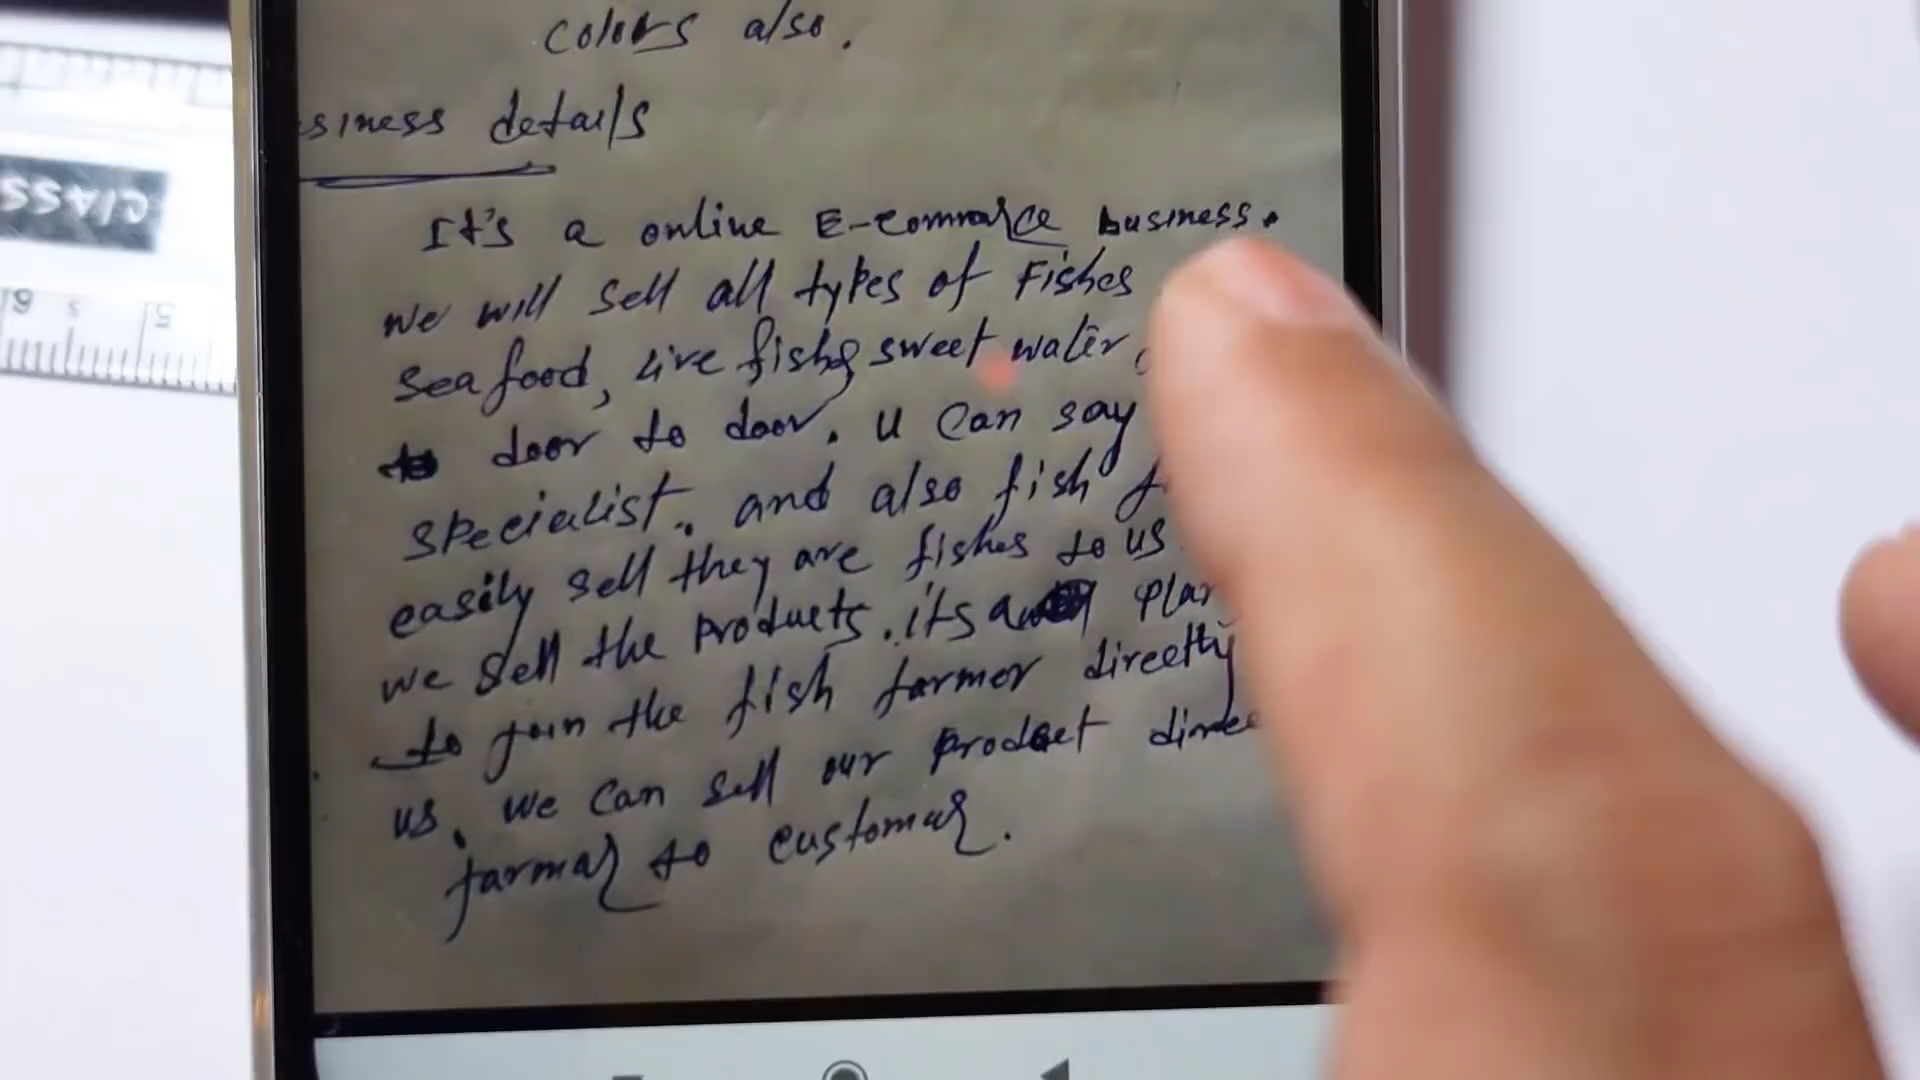 colors also.
siness details
It's a online E-commarce business.
we will sell all types of Fishes
sea food, live fishe sweet water
to door to door. u can say
specialist. and also fish
easily sell they are fishes to us
we sell the products. its a
to join the fish farmer directly
us. we can sell our product
farmar to customar.
CLASS